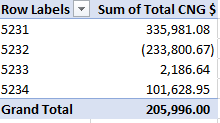 Row Labels Sum of Total CNG $
5231 335,981.08
5232 (233,800.67)
5233 2,186.64
5234 101,628.95
Grand Total 205,996.00